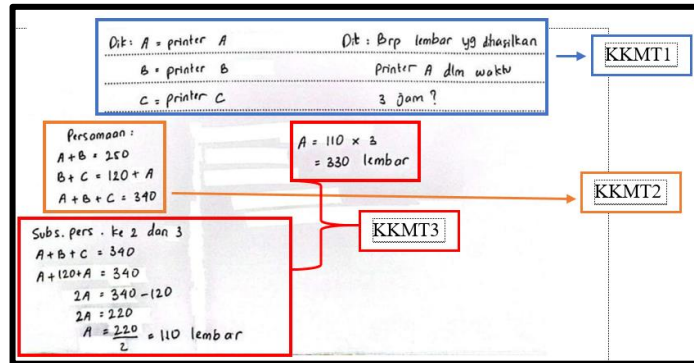 Dik: A = printer A
B = printer B
C = printer C
Dit : Brp lembar yg dhasilkan
Printer A dlm waktu
3 jam ?
KKMT1
Persamaan :
A + B = 250
B + C = 120 + A
A + B + C = 340
KKMT2
A = 110 x 3
= 330 lembar
KKMT3
Subs. pers . ke 2 dan 3
A + B + C = 340
A + 120 + A = 340
2A = 340 - 120
2A = 220
A = 220/2 = 110 lembar